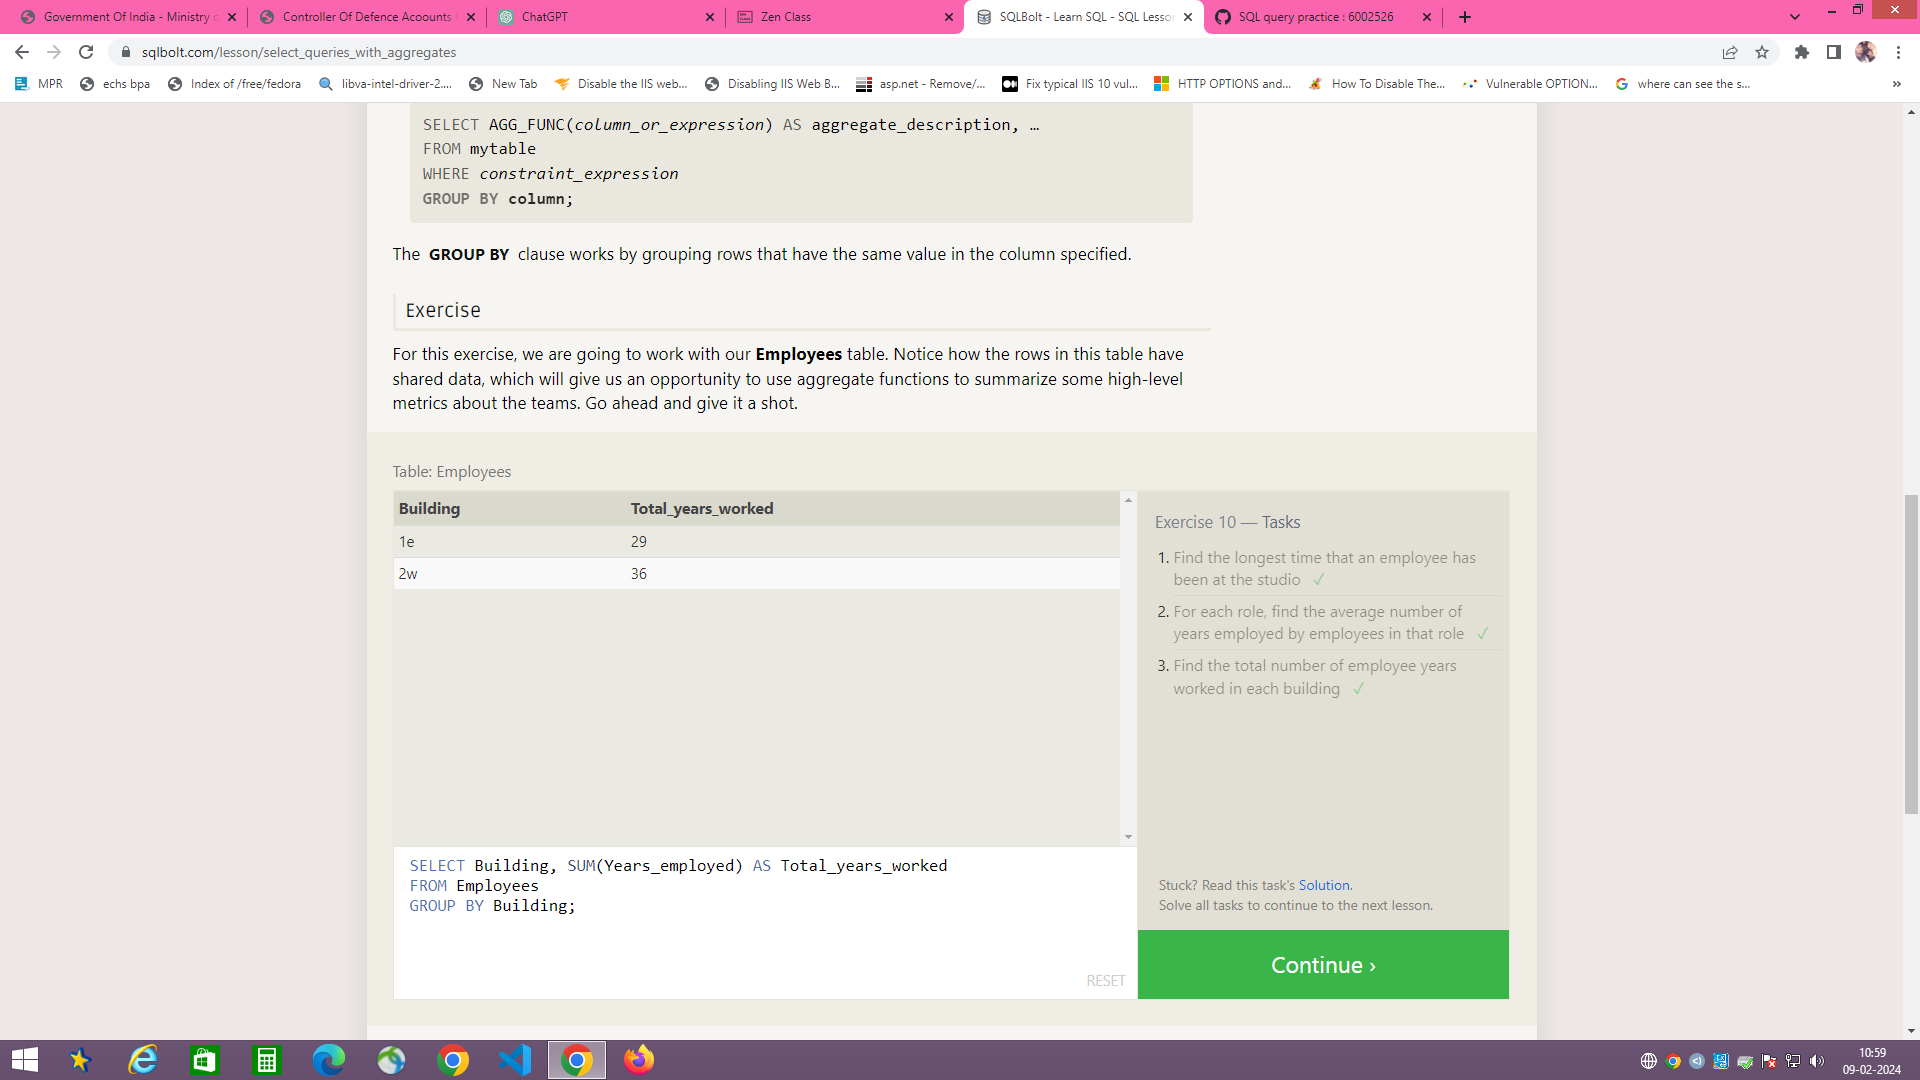 Government Of India - Ministry
Controller Of Defence Acoounts
ChatGPT
Zen Class
SQLBolt - Learn SQL - SQL Lesso
SQL query practice : 6002526
sqlbolt.com/lesson/select_queries_with_aggregates
MPR
echs bpa
Index of /free/fedora
libva-intel-driver-2....
New Tab
Disable the IIS web...
Disabling IIS Web B...
asp.net - Remove/...
Fix typical IIS 10 vul...
HTTP OPTIONS and...
How To Disable The...
Vulnerable OPTION...
where can see the s...
»
SELECT AGG_FUNC(column_or_expression) AS aggregate_description, …
FROM mytable
WHERE constraint_expression
GROUP BY column;
The GROUP BY clause works by grouping rows that have the same value in the column specified.
Exercise
For this exercise, we are going to work with our Employees table. Notice how the rows in this table have
shared data, which will give us an opportunity to use aggregate functions to summarize some high-level
metrics about the teams. Go ahead and give it a shot.
Table: Employees
Building Total_years_worked
1e 29
2w 36
SELECT Building, SUM(Years_employed) AS Total_years_worked
FROM Employees
GROUP BY Building;
RESET
Exercise 10 — Tasks
1. Find the longest time that an employee has
been at the studio ✓
2. For each role, find the average number of
years employed by employees in that role ✓
3. Find the total number of employee years
worked in each building ✓
Stuck? Read this task's Solution.
Solve all tasks to continue to the next lesson.
Continue ›
10:59
09-02-2024